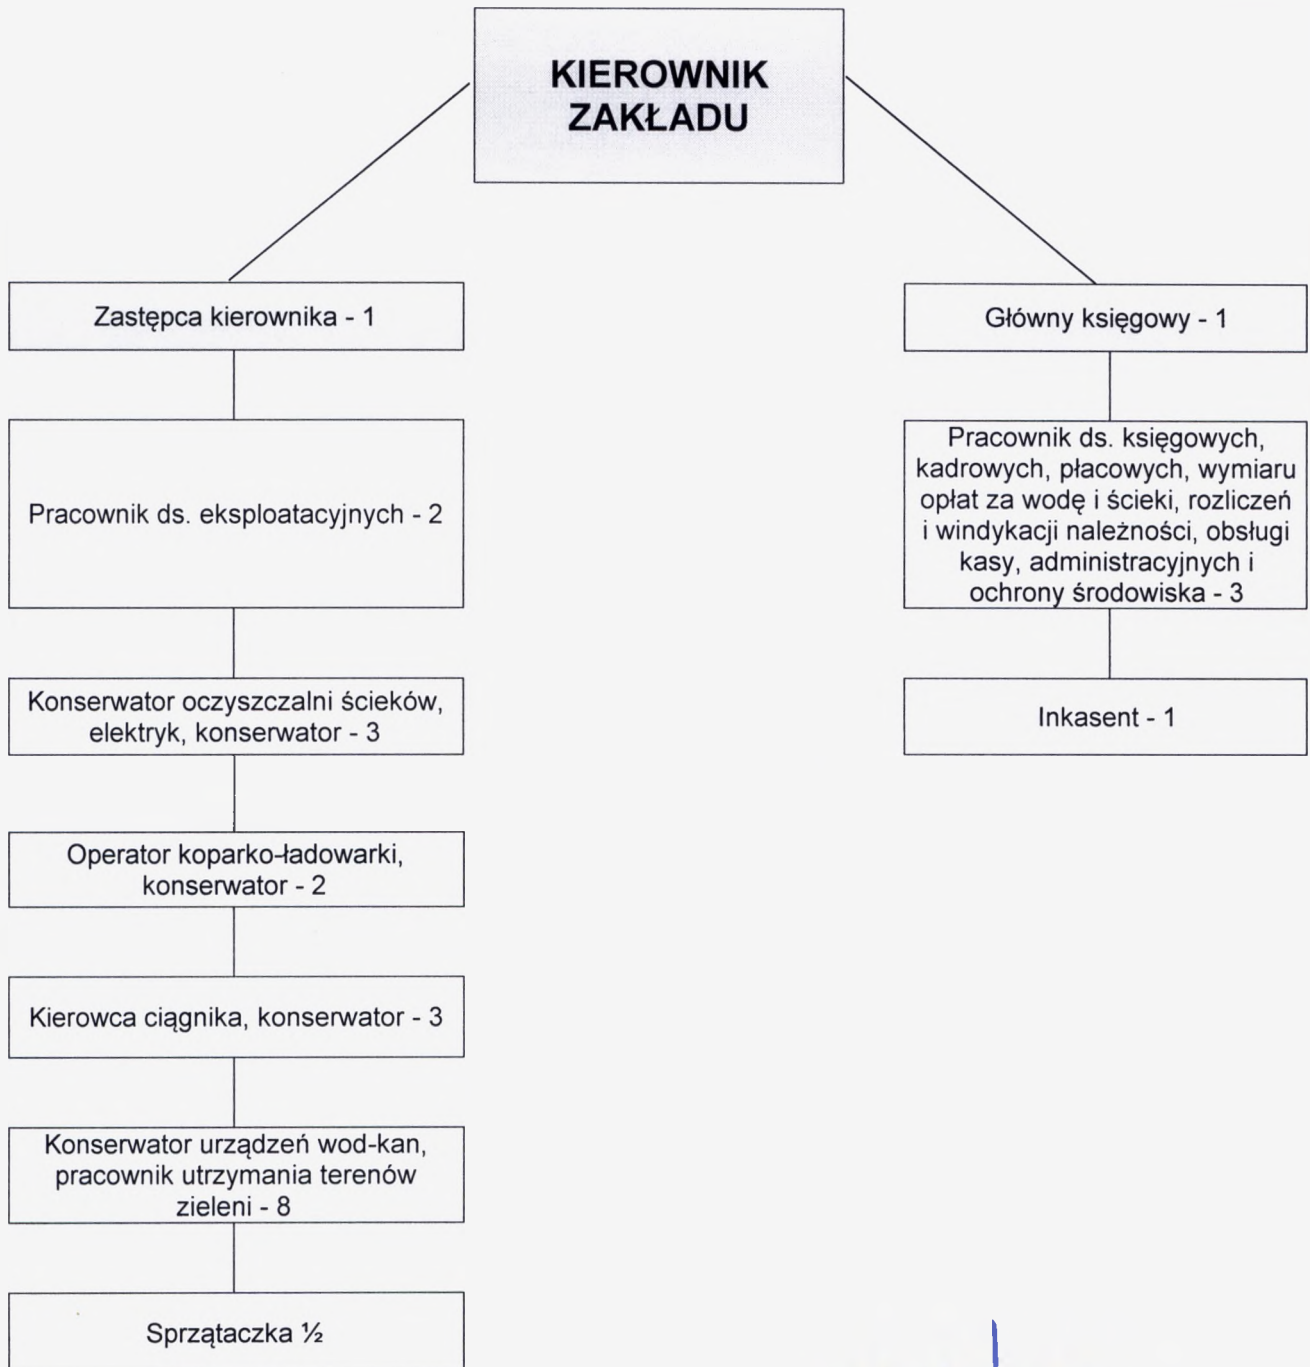 KIEROWNIK
ZAKŁADU
Zastępca kierownika - 1
Główny księgowy - 1
Pracownik ds. eksploatacyjnych - 2
Pracownik ds. księgowych,
kadrowych, płacowych, wymiaru
opłat za wodę i ścieki, rozliczeń
i windykacji należności, obsługi
kasy, administracyjnych i
ochrony środowiska - 3
Konserwator oczyszczalni ścieków,
elektryk, konserwator - 3
Inkasent - 1
Operator koparko-ładowarki,
konserwator - 2
Kierowca ciągnika, konserwator - 3
Konserwator urządzeń wod-kan,
pracownik utrzymania terenów
zieleni - 8
Sprzątaczka ½